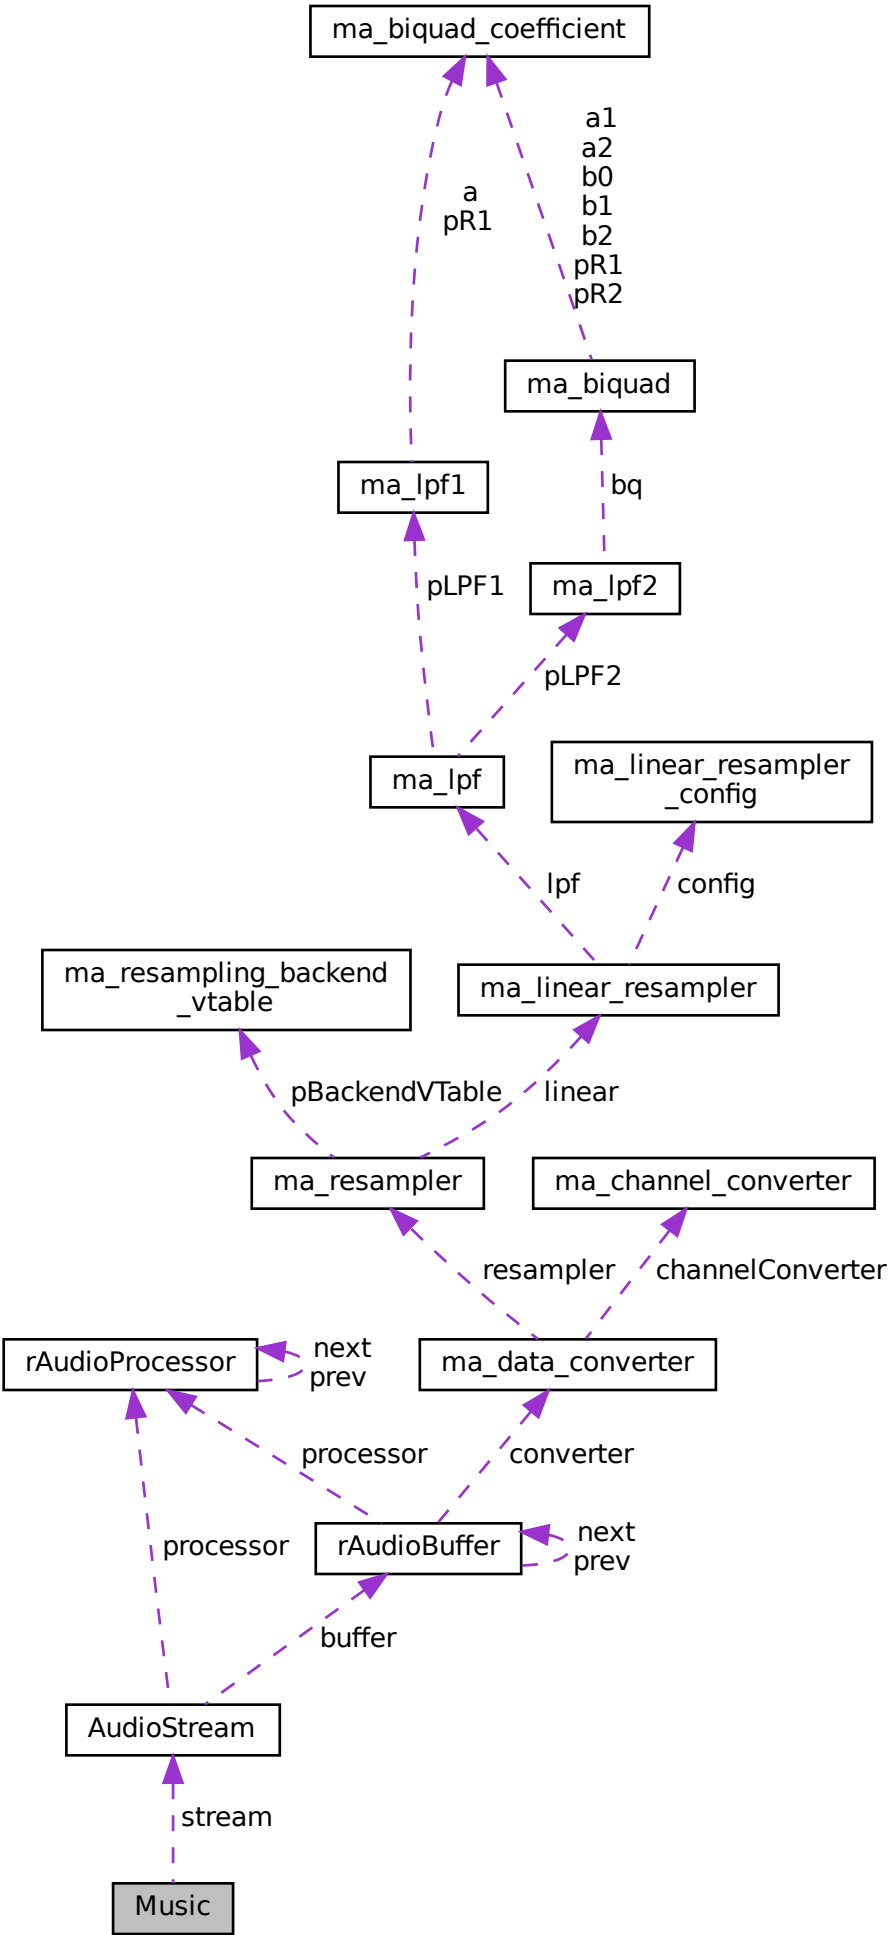 ma_biquad_coefficient
a1
a2
b0
b1
b2
pR1
pR2
a
pR1
ma_biquad
ma_lpf1
bq
pLPF1
ma_lpf2
pLPF2
ma_lpf
ma_linear_resampler
_config
lpf
config
ma_resampling_backend
_vtable
ma_linear_resampler
pBackendVTable
linear
ma_resampler
ma_channel_converter
resampler
channelConverter
rAudioProcessor
next
prev
ma_data_converter
processor
converter
processor
rAudioBuffer
next
prev
buffer
AudioStream
stream
Music